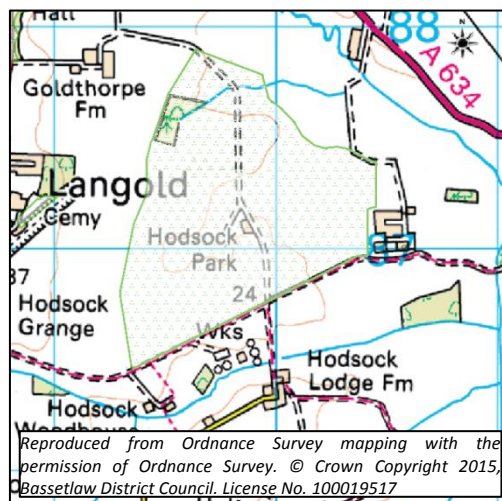 Hall
88
N
A 634
Goldthorpe
Fm
Langold
Cemy
Hodsock
Park
87
37
24
Hodsock
Grange
Wks
Hodsock
Lodge Fm
Hodsock
Woodhouse
Reproduced from Ordnance Survey mapping with the
permission of Ordnance Survey. © Crown Copyright 2015,
Bassetlaw District Council. License No. 100019517